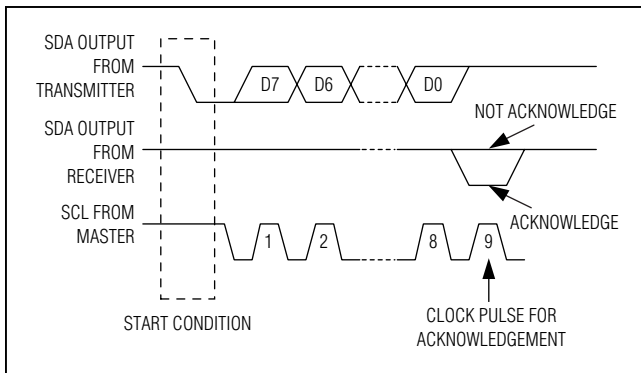 SDA OUTPUT
FROM
TRANSMITTER
D7
D6
D0
SDA OUTPUT
FROM
RECEIVER
NOT ACKNOWLEDGE
ACKNOWLEDGE
SCL FROM
MASTER
1
2
8
9
START CONDITION
CLOCK PULSE FOR
ACKNOWLEDGEMENT